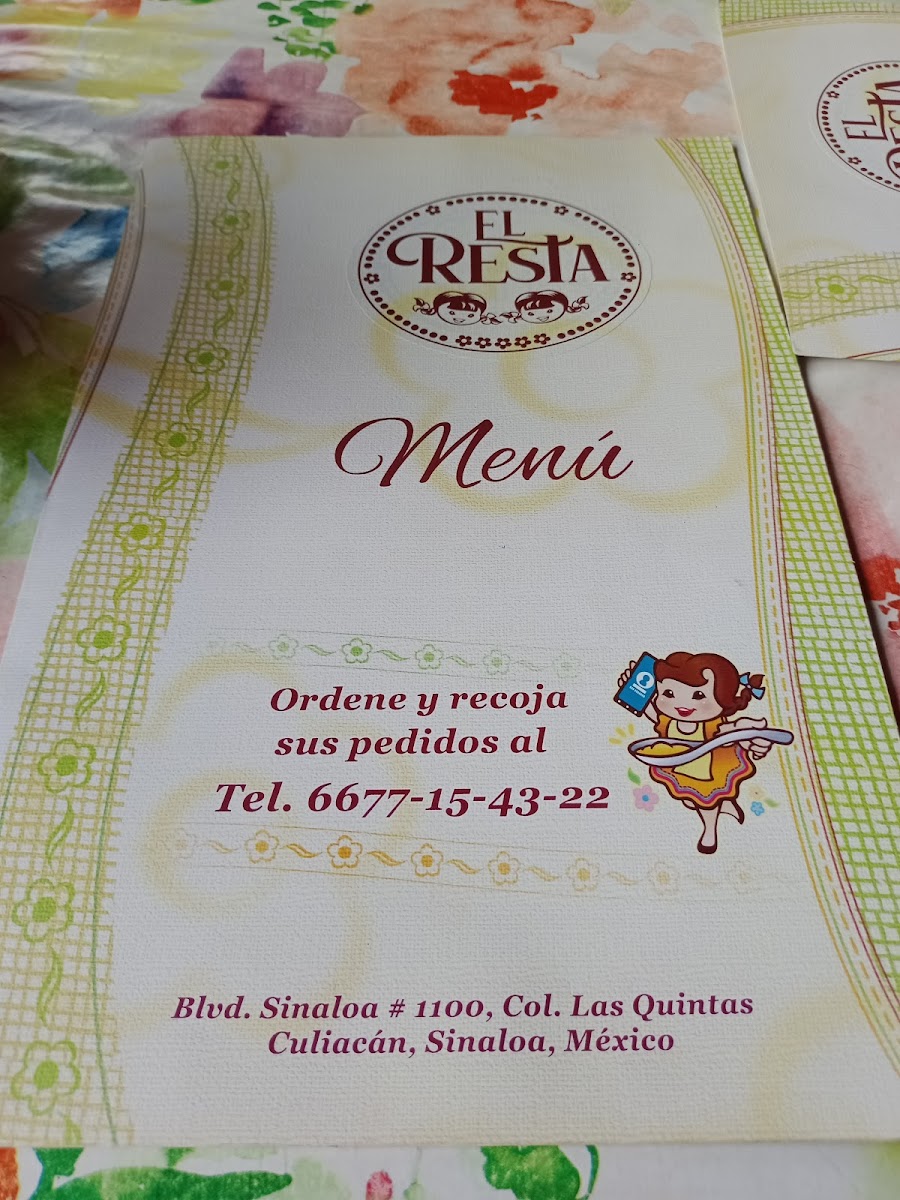 EL
RESTA
Menú
Ordene y recoja
sus pedidos al
Tel. 6677-15-43-22
Blvd. Sinaloa # 1100, Col. Las Quintas
Culiacán, Sinaloa, México
EL